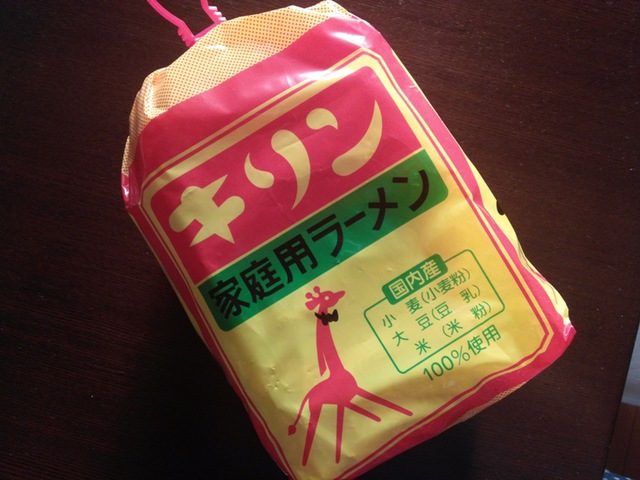 キリン
家庭用ラーメン
国内産
小麦(小麦粉)
大豆(豆乳)
米(米粉)
100%使用